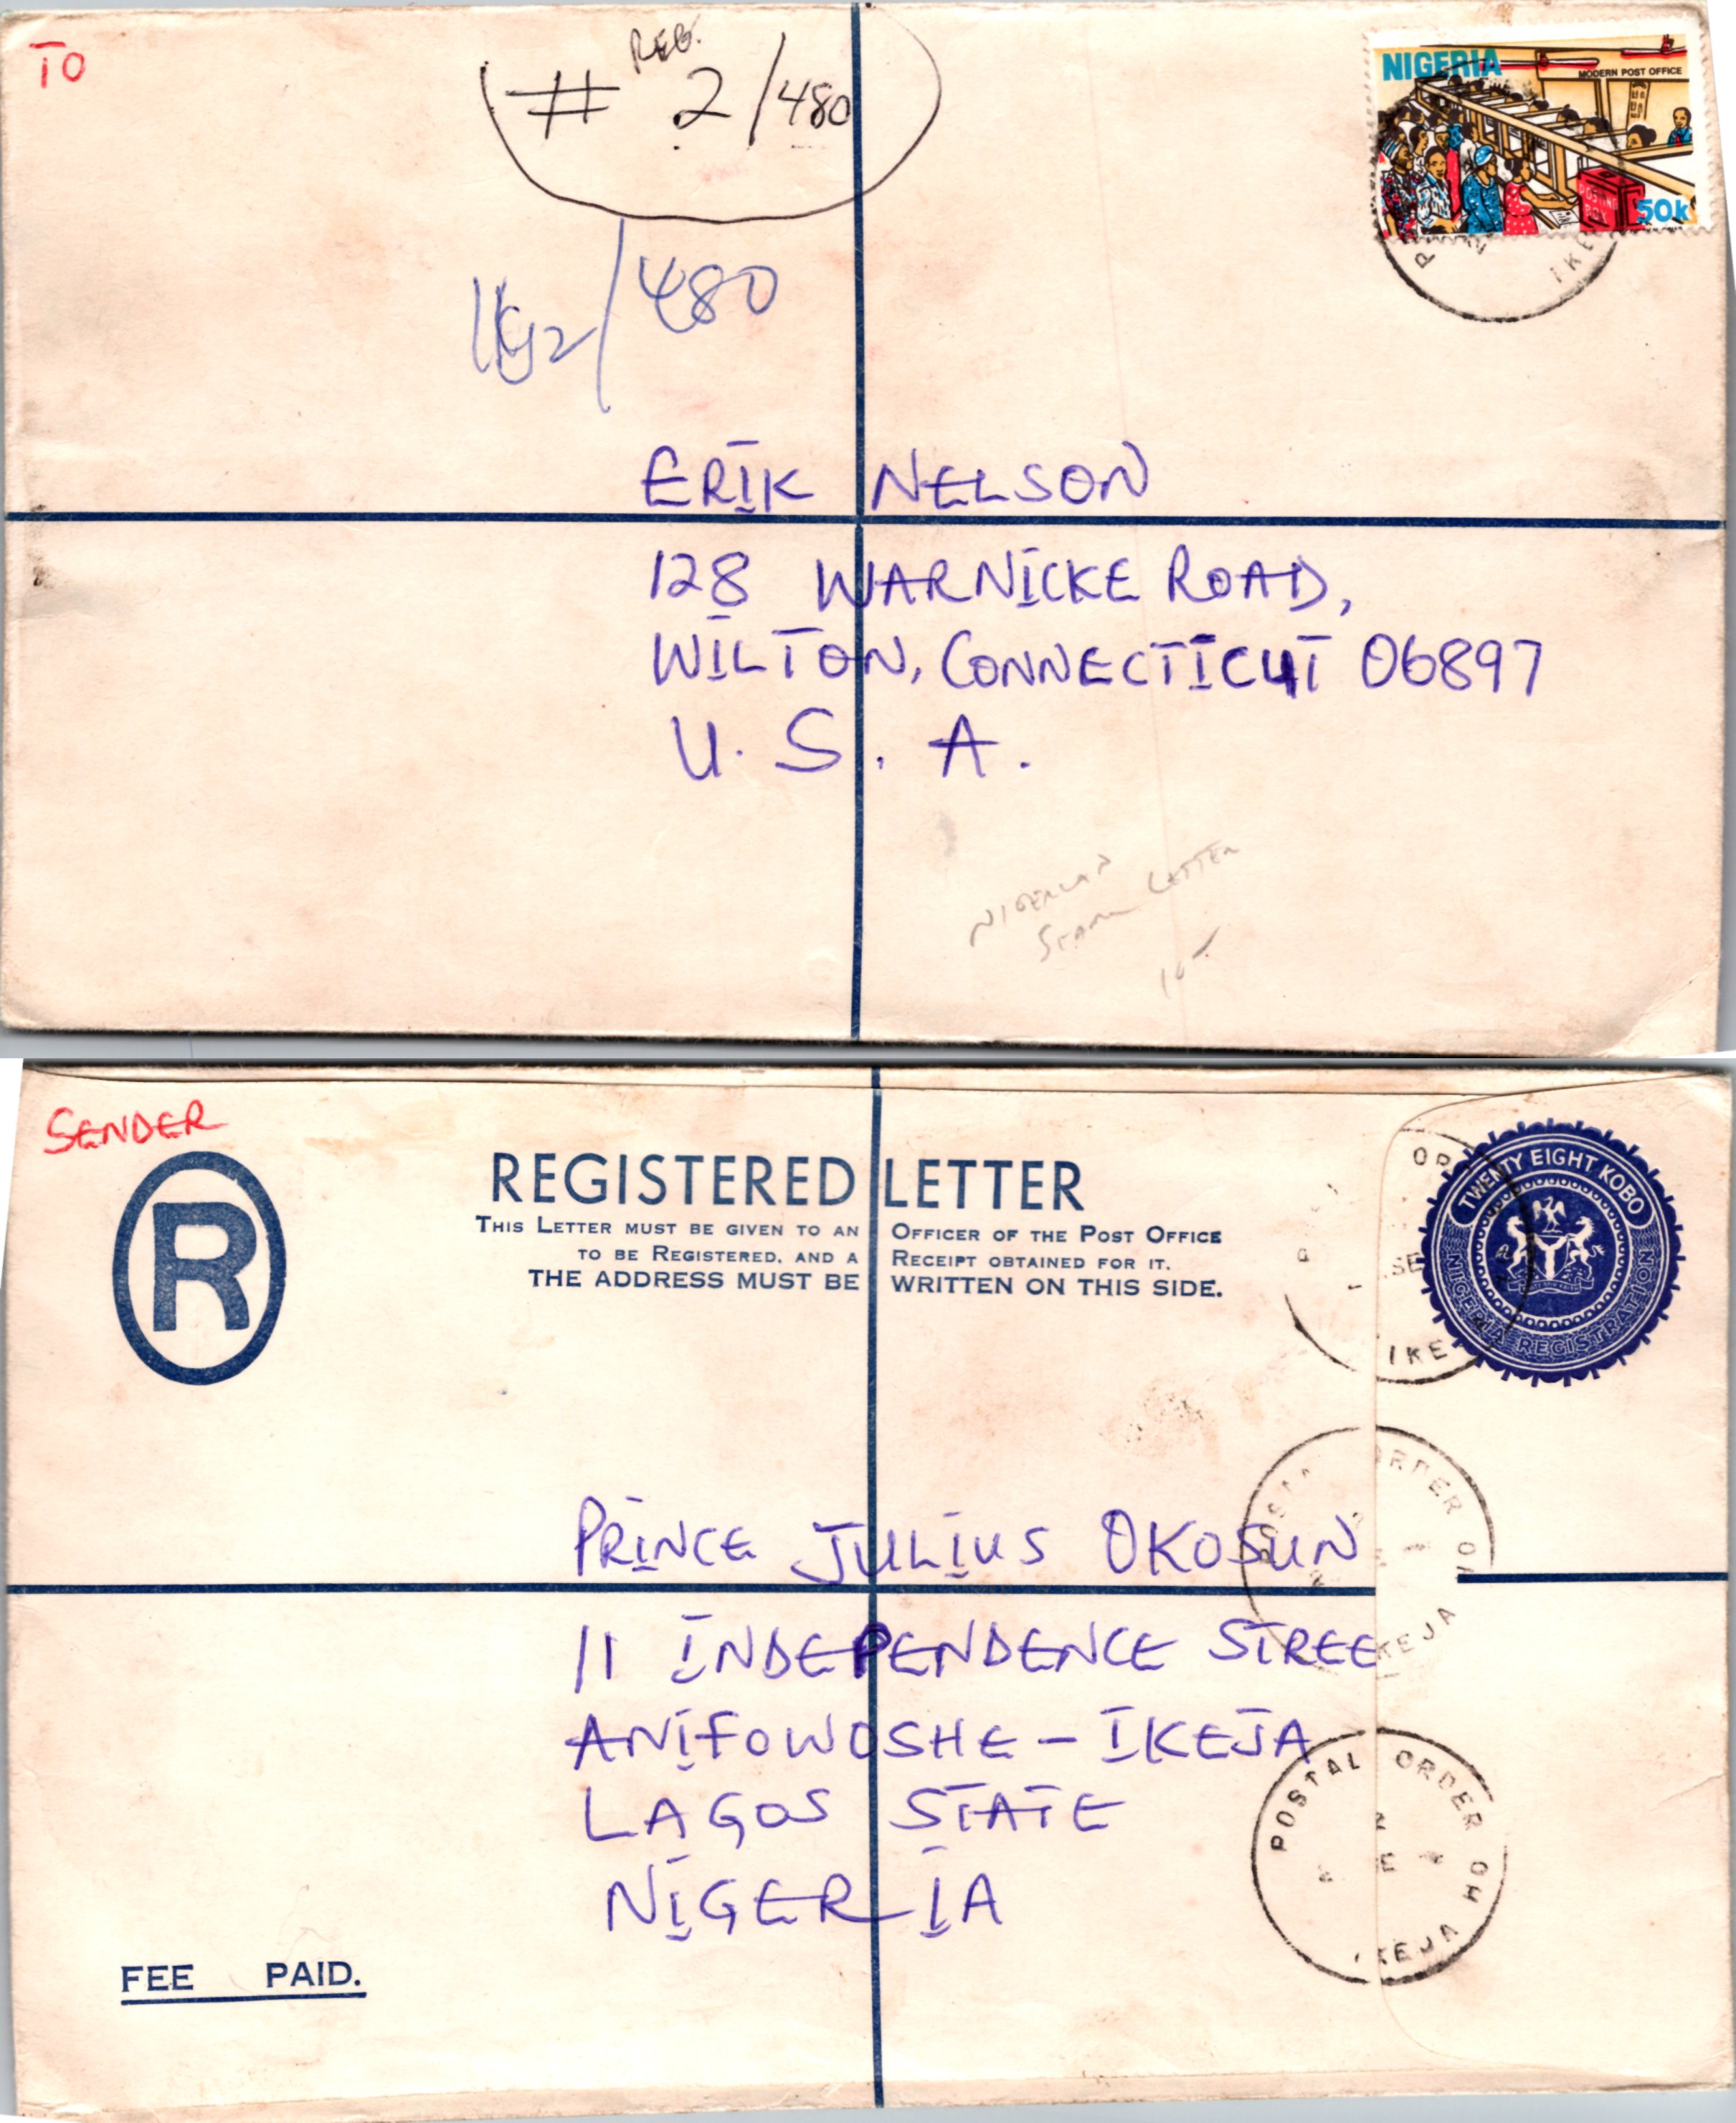 TO
REG.
# 2/480
NIGERIA
MODERN POST OFFICE
50k
IKG2/480
ERIK NELSON
128 WARNICKE ROAD,
WILTON, CONNECTICUT 06897
U. S. A.
LETTER
SENDER
R
REGISTERED LETTER
THIS LETTER MUST BE GIVEN TO AN OFFICER OF THE POST OFFICE
TO BE REGISTERED, AND A RECEIPT OBTAINED FOR IT.
THE ADDRESS MUST BE WRITTEN ON THIS SIDE.
TWENTY EIGHT KOBO
NIGERIA REGISTRATION
PRINCE JULIUS OKOSUN
11 INDEPENDENCE STREE
ANIFOWOSHE - IKEJA
LAGOS STATE
NIGERIA
POSTAL ORDER
IKEJA
FEE PAID.